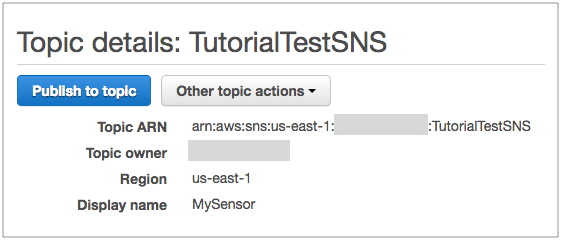 Topic details: TutorialTestSNS
Publish to topic Other topic actions
Topic ARN arn:aws:sns:us-east-1: :TutorialTestSNS
Topic owner
Region us-east-1
Display name MySensor